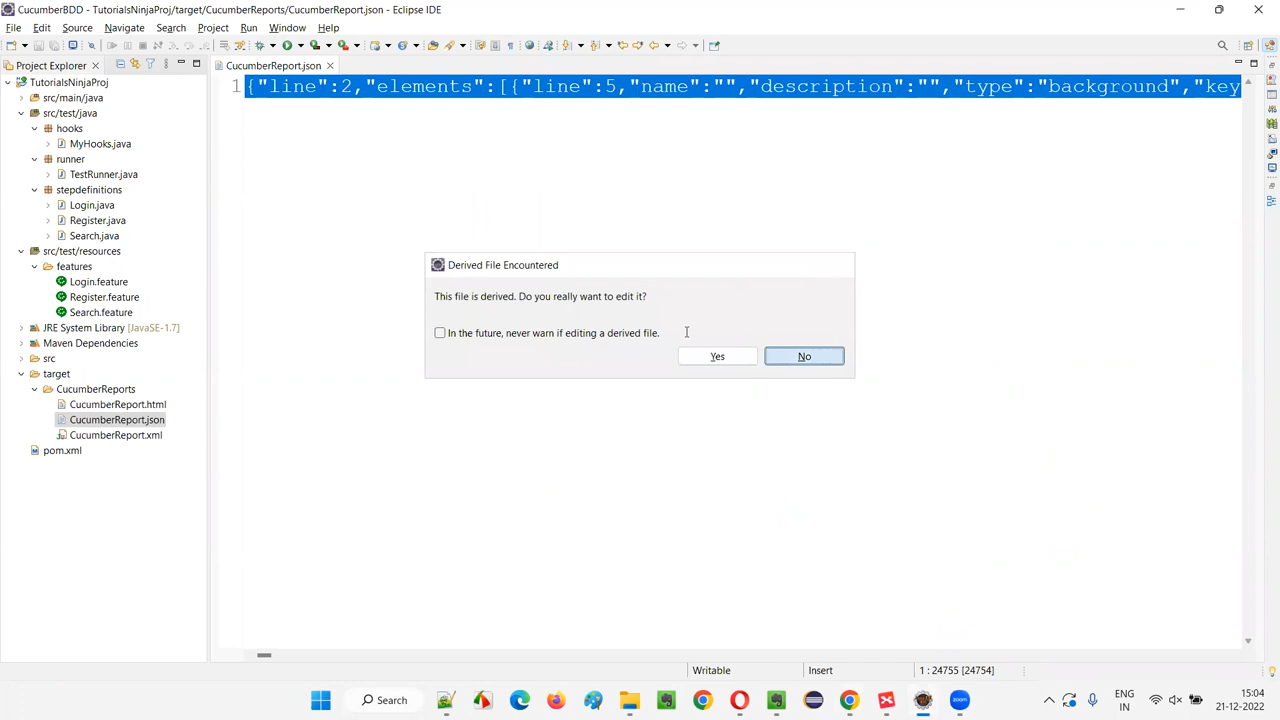 CucumberBDD - TutorialsNinjaProj/target/CucumberReports/CucumberReport.json - Eclipse IDE
File Edit Source Navigate Search Project Run Window Help
Project Explorer
CucumberReport.json
TutorialsNinjaProj
1 {"line":2,"elements":[{"line":5,"name":"","description":"","type":"background","key
src/main/java
src/test/java
hooks
MyHooks.java
runner
TestRunner.java
stepdefinitions
Login.java
Register.java
Search.java
src/test/resources
features
Login.feature
Register.feature
Search.feature
JRE System Library [JavaSE-1.7]
Maven Dependencies
src
target
CucumberReports
CucumberReport.html
CucumberReport.json
CucumberReport.xml
pom.xml
Derived File Encountered
This file is derived. Do you really want to edit it?
In the future, never warn if editing a derived file.
Yes No
Writable Insert 1 : 24755 [24754]
Search
zoom
ENG
IN
15:04
21-12-2022